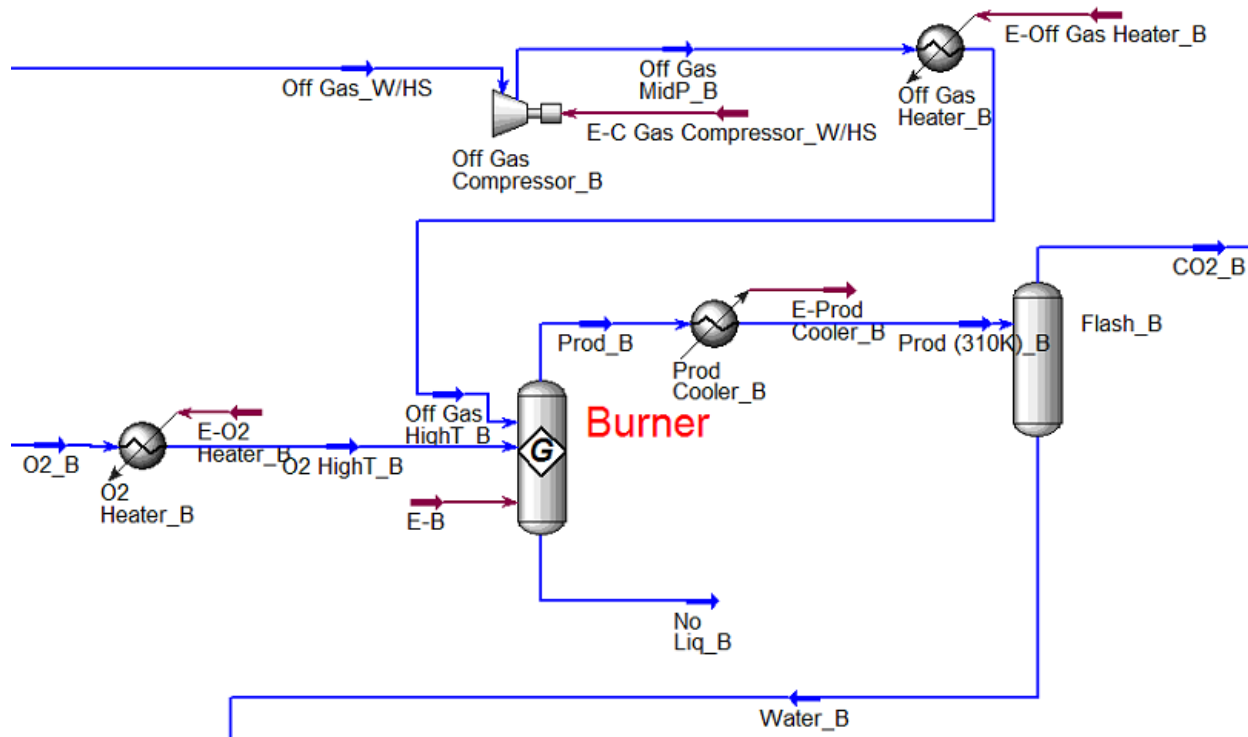 E-Off Gas Heater_B
Off Gas_W/HS
Off Gas
MidP_B
Off Gas
Heater_B
E-C Gas Compressor_W/HS
Off Gas
Compressor_B
CO2_B
Prod_B
E-Prod
Cooler_B
Prod (310K)_B
Flash_B
Prod
Cooler_B
Off Gas
HighT_B
Burner
G
E-O2
Heater_B
O2_B
O2 HighT_B
O2
Heater_B
E-B
No
Liq_B
Water_B